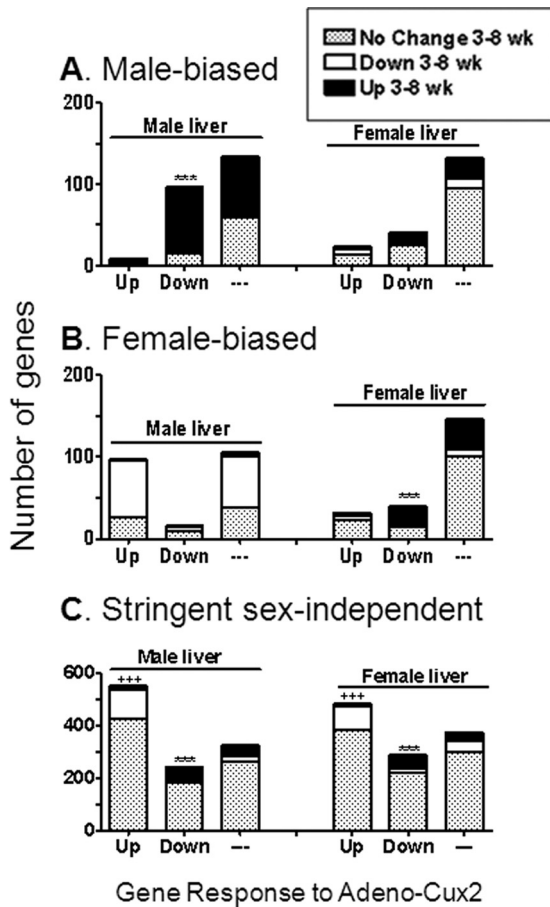 No Change 3-8 wk
Down 3-8 wk
Up 3-8 wk
A. Male-biased
200
Male liver
Female liver
100
***
0
Up Down --- Up Down ---
B. Female-biased
200
Female liver
Male liver
100
***
0
Up Down --- Up Down ---
C. Stringent sex-independent
Male liver
600
Female liver
+++
+++
400
***
***
200
0
Up Down --- Up Down —
Number of genes
Gene Response to Adeno-Cux2